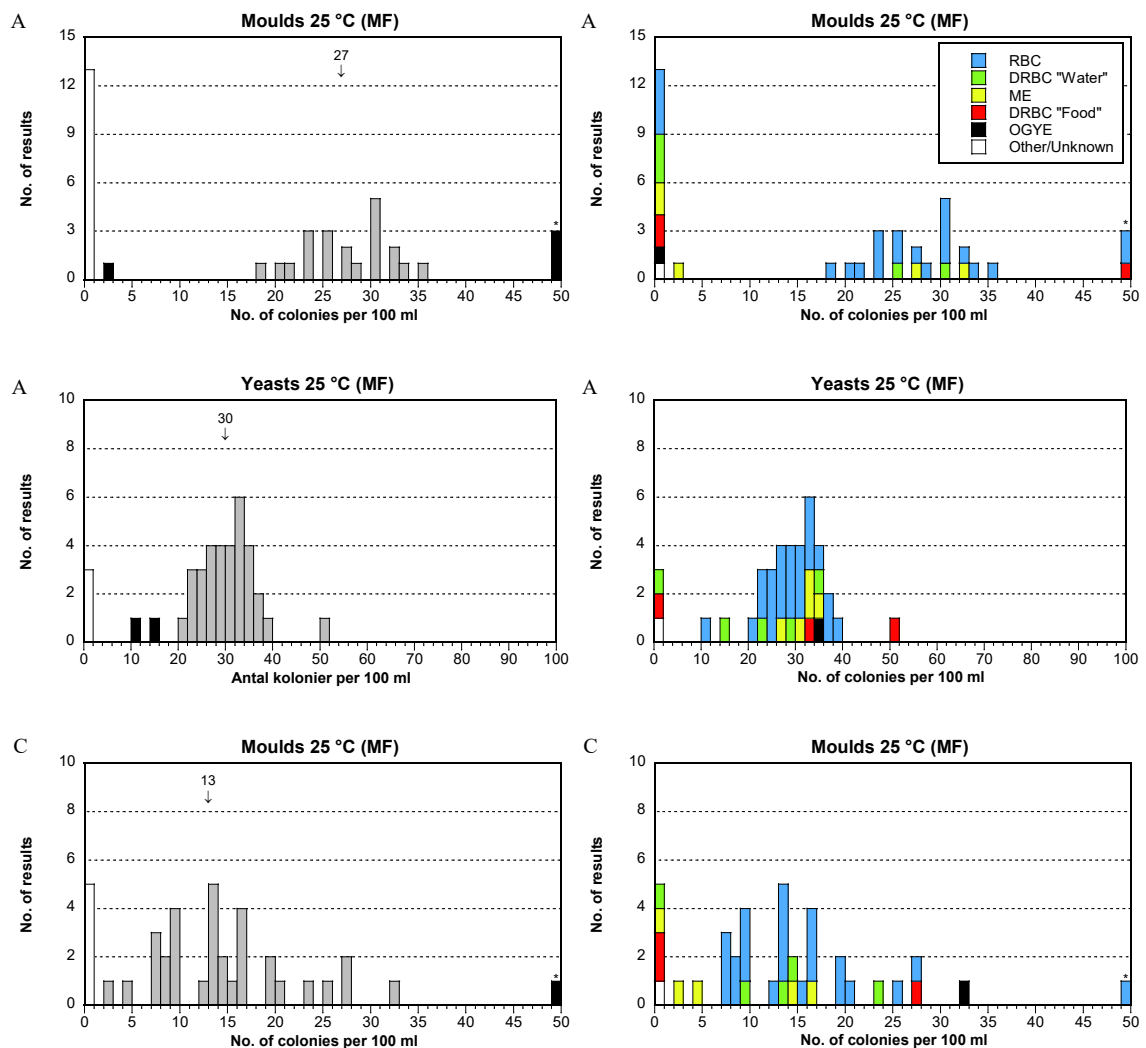 A
Moulds 25 °C (MF)
No. of results
15
12
9
6
3
0
27
↓
*
0 5 10 15 20 25 30 35 40 45 50
No. of colonies per 100 ml
A
Moulds 25 °C (MF)
No. of results
15
12
9
6
3
0
RBC
DRBC "Water"
ME
DRBC "Food"
OGYE
Other/Unknown
*
0 5 10 15 20 25 30 35 40 45 50
No. of colonies per 100 ml
A
Yeasts 25 °C (MF)
No. of results
10
8
6
4
2
0
30
↓
0 10 20 30 40 50 60 70 80 90 100
Antal kolonier per 100 ml
A
Yeasts 25 °C (MF)
No. of results
10
8
6
4
2
0
0 10 20 30 40 50 60 70 80 90 100
No. of colonies per 100 ml
C
Moulds 25 °C (MF)
No. of results
10
8
6
4
2
0
13
↓
*
0 5 10 15 20 25 30 35 40 45 50
No. of colonies per 100 ml
C
Moulds 25 °C (MF)
No. of results
10
8
6
4
2
0
*
0 5 10 15 20 25 30 35 40 45 50
No. of colonies per 100 ml